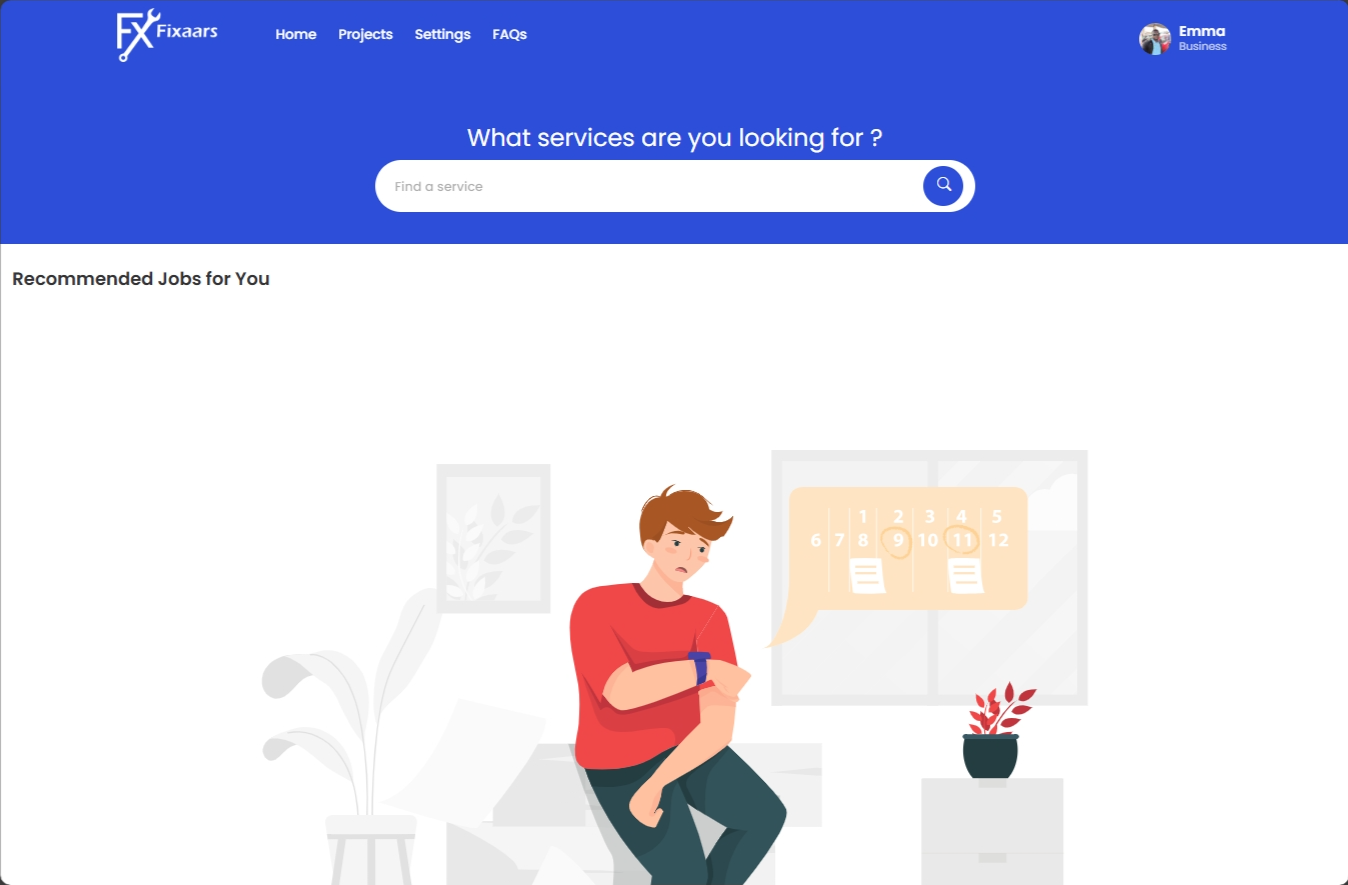 FX Fixaars
Home Projects Settings FAQs
Emma
Business
What services are you looking for ?
Find a service
Recommended Jobs for You
1 2 3 4 5
6 7 8 9 10 11 12